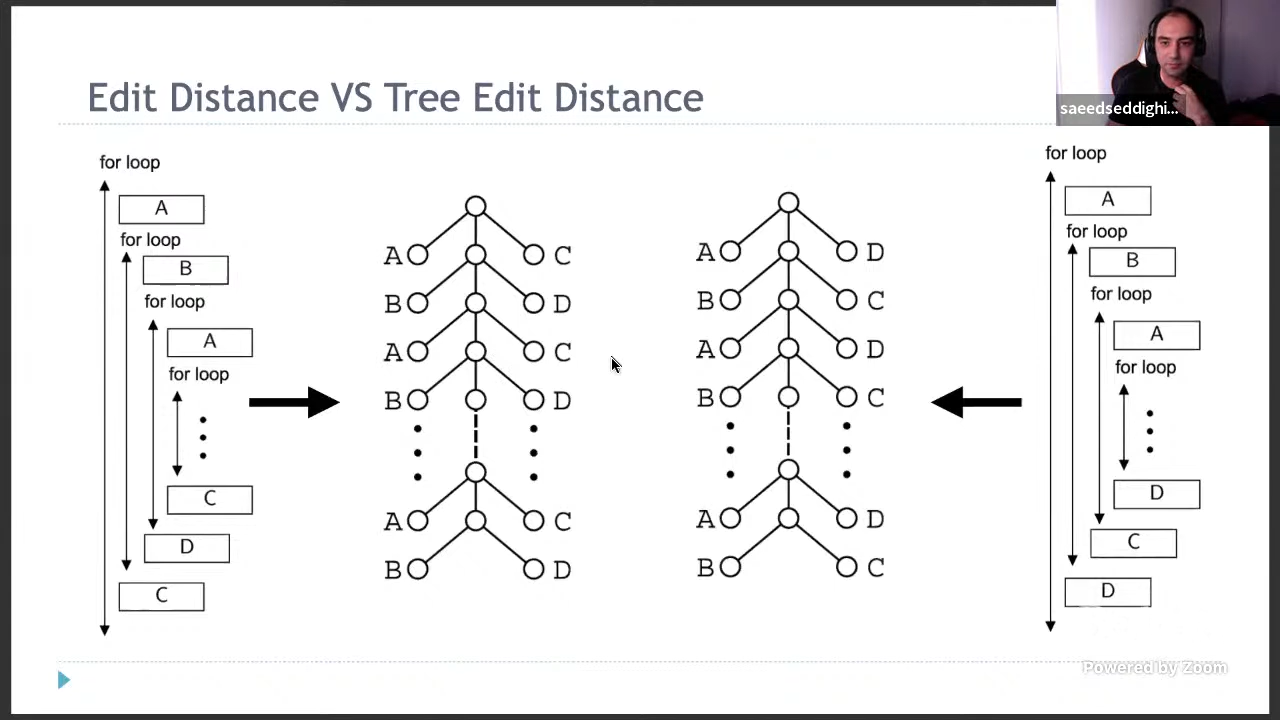 Edit Distance VS Tree Edit Distance
saeedseddighi...
for loop
A
for loop
B
for loop
A
for loop
C
D
C
A C
B D
A C
B D
A C
B D
A D
B C
A D
B C
A D
B C
for loop
A
for loop
B
for loop
A
for loop
D
C
D
Powered by Zoom